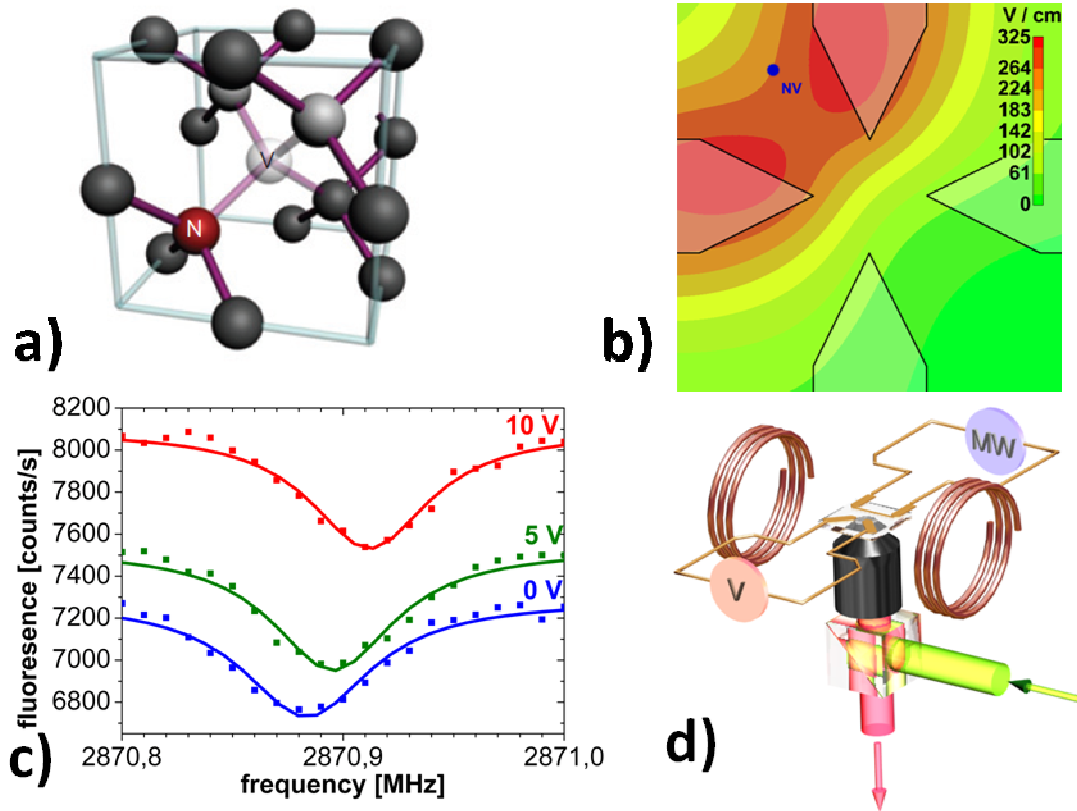 a)
N
V
b)
V / cm
325
264
224
183
142
102
61
0
NV
c)
fluoresence [counts/s]
8200
8000
7800
7600
7400
7200
7000
6800
10 V
5 V
0 V
2870,8
2870,9
2871,0
frequency [MHz]
d)
MW
V